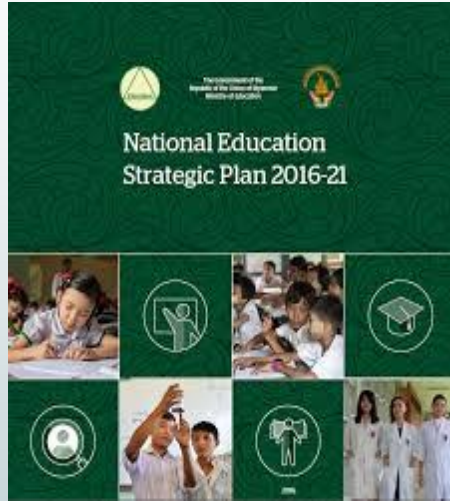 The Government of the
Republic of the Union of Myanmar
Ministry of Education
National Education
Strategic Plan 2016-21